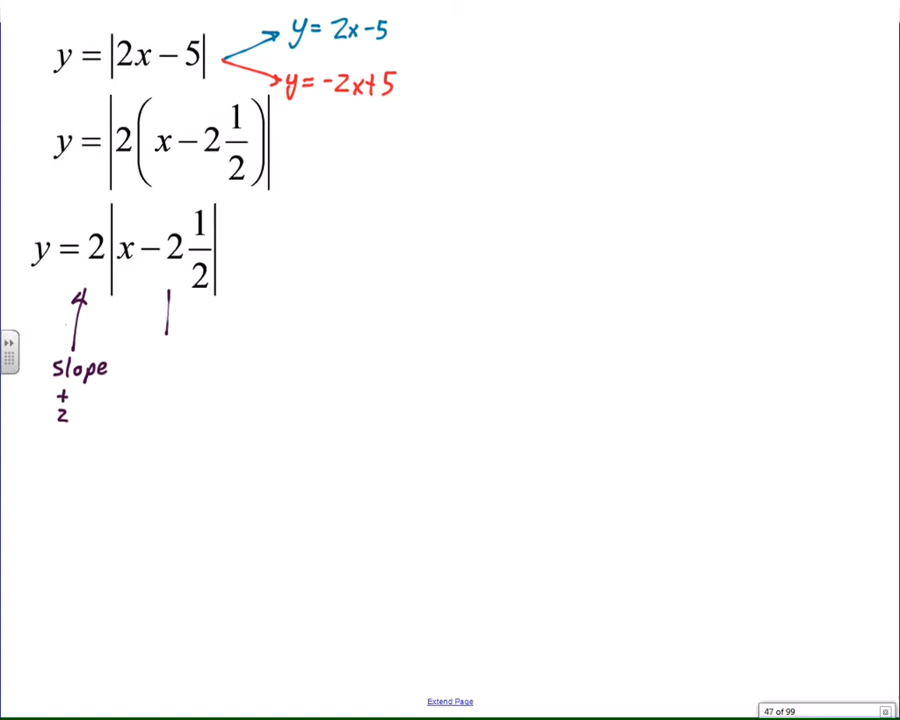 y = |2x − 5|
y = 2x - 5
y = -2x + 5
y = |2(x − 2 1/2)|
y = 2|x − 2 1/2|
slope
+
2
Extend Page
47 of 99